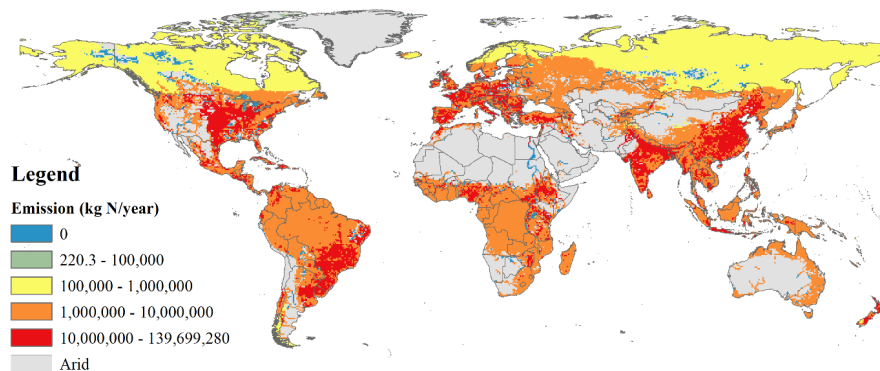 Legend
Emission (kg N/year)
0
220.3 - 100,000
100,000 - 1,000,000
1,000,000 - 10,000,000
10,000,000 - 139,699,280
Arid